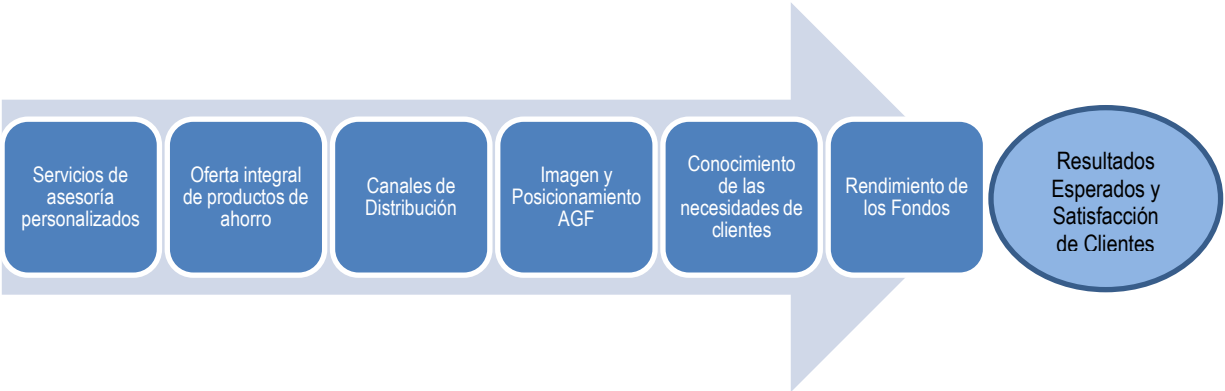 Servicios de
asesoría
personalizados
Oferta integral
de productos de
ahorro
Canales de
Distribución
Imagen y
Posicionamiento
AGF
Conocimiento
de las
necesidades de
clientes
Rendimiento de
los Fondos
Resultados
Esperados y
Satisfacción
de Clientes